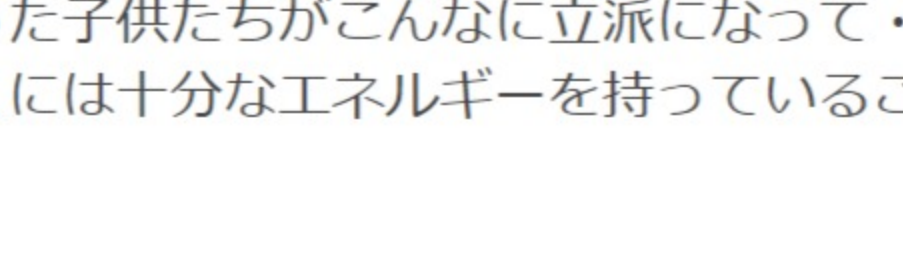 た子供たちがこんなに立派になって・
には十分なエネルギーを持っているこ